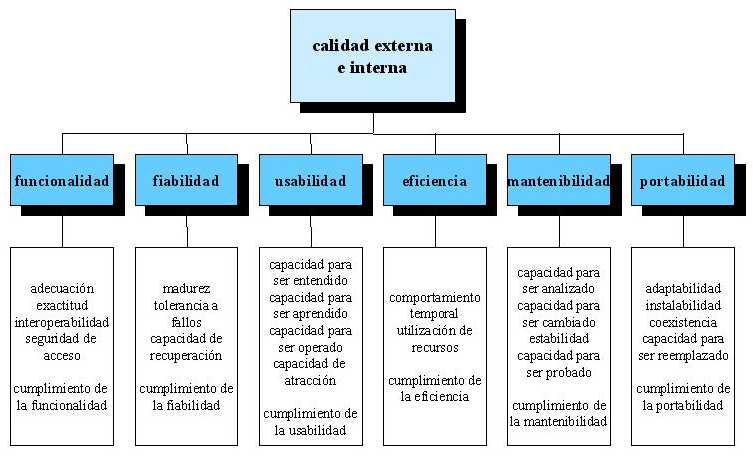 calidad externa
e interna
funcionalidad
fiabilidad
usabilidad
eficiencia
mantenibilidad
portabilidad
adecuación
exactitud
interoperabilidad
seguridad de
acceso
cumplimiento de
la funcionalidad
madurez
tolerancia a
fallos
capacidad de
recuperación
cumplimiento de
la fiabilidad
capacidad para
ser entendido
capacidad para
ser aprendido
capacidad para
ser operado
capacidad de
atracción
cumplimiento de
la usabilidad
comportamiento
temporal
utilización de
recursos
cumplimiento de
la eficiencia
capacidad para
ser analizado
capacidad para
ser cambiado
estabilidad
capacidad para
ser probado
cumplimiento de
la mantenibilidad
adaptabilidad
instalabilidad
coexistencia
capacidad para
ser reemplazado
cumplimiento de
la portabilidad